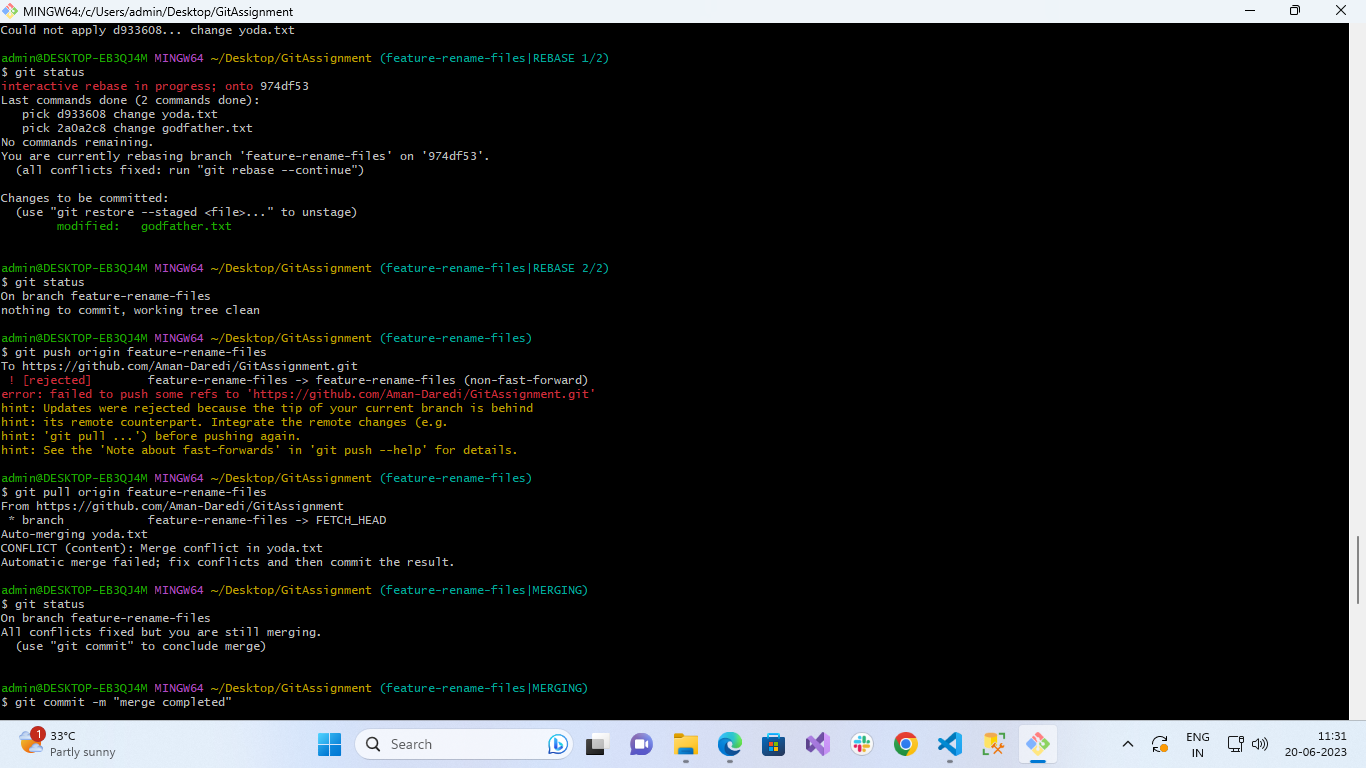 MINGW64:/c/Users/admin/Desktop/GitAssignment
Could not apply d933608... change yoda.txt
admin@DESKTOP-EB3QJ4M MINGW64 ~/Desktop/GitAssignment (feature-rename-files|REBASE 1/2)
$ git status
interactive rebase in progress; onto 974df53
Last commands done (2 commands done):
   pick d933608 change yoda.txt
   pick 2a0a2c8 change godfather.txt
No commands remaining.
You are currently rebasing branch 'feature-rename-files' on '974df53'.
  (all conflicts fixed: run "git rebase --continue")
Changes to be committed:
  (use "git restore --staged <file>..." to unstage)
        modified:   godfather.txt
admin@DESKTOP-EB3QJ4M MINGW64 ~/Desktop/GitAssignment (feature-rename-files|REBASE 2/2)
$ git status
On branch feature-rename-files
nothing to commit, working tree clean
admin@DESKTOP-EB3QJ4M MINGW64 ~/Desktop/GitAssignment (feature-rename-files)
$ git push origin feature-rename-files
To https://github.com/Aman-Daredi/GitAssignment.git
 ! [rejected]        feature-rename-files -> feature-rename-files (non-fast-forward)
error: failed to push some refs to 'https://github.com/Aman-Daredi/GitAssignment.git'
hint: Updates were rejected because the tip of your current branch is behind
hint: its remote counterpart. Integrate the remote changes (e.g.
hint: 'git pull ...') before pushing again.
hint: See the 'Note about fast-forwards' in 'git push --help' for details.
admin@DESKTOP-EB3QJ4M MINGW64 ~/Desktop/GitAssignment (feature-rename-files)
$ git pull origin feature-rename-files
From https://github.com/Aman-Daredi/GitAssignment
 * branch            feature-rename-files -> FETCH_HEAD
Auto-merging yoda.txt
CONFLICT (content): Merge conflict in yoda.txt
Automatic merge failed; fix conflicts and then commit the result.
admin@DESKTOP-EB3QJ4M MINGW64 ~/Desktop/GitAssignment (feature-rename-files|MERGING)
$ git status
On branch feature-rename-files
All conflicts fixed but you are still merging.
  (use "git commit" to conclude merge)
admin@DESKTOP-EB3QJ4M MINGW64 ~/Desktop/GitAssignment (feature-rename-files|MERGING)
$ git commit -m "merge completed"
1
33°C
Partly sunny
Search
ENG
IN
11:31
20-06-2023